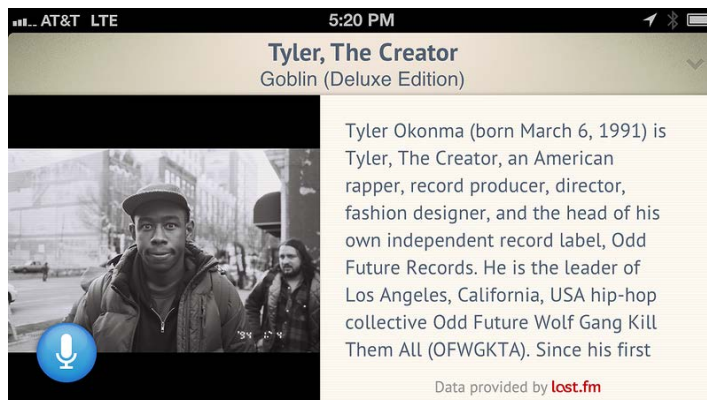 AT&T LTE
5:20 PM
Tyler, The Creator
Goblin (Deluxe Edition)
Tyler Okonma (born March 6, 1991) is
Tyler, The Creator, an American
rapper, record producer, director,
fashion designer, and the head of his
own independent record label, Odd
Future Records. He is the leader of
Los Angeles, California, USA hip-hop
collective Odd Future Wolf Gang Kill
Them All (OFWGKTA). Since his first
Data provided by last.fm